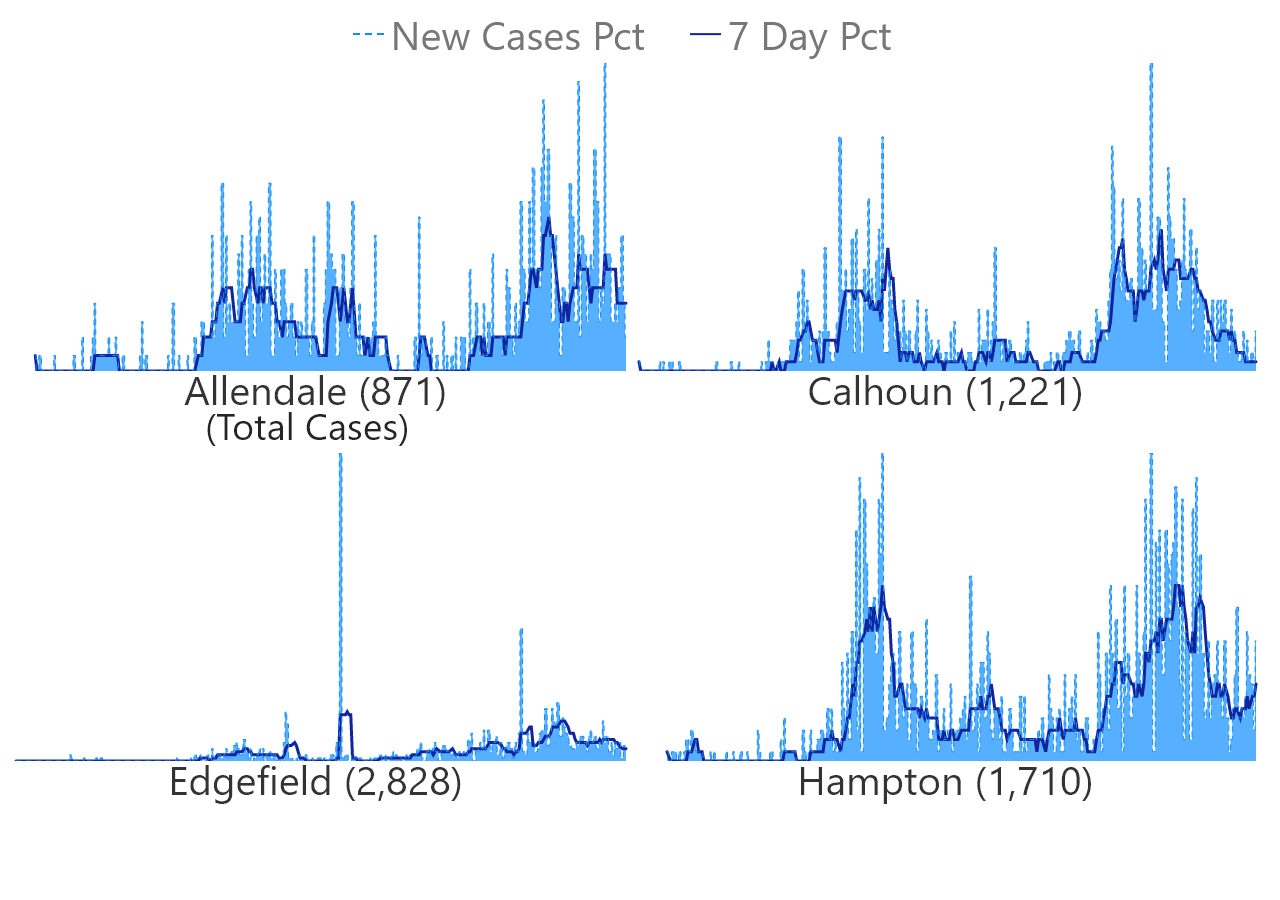 New Cases Pct 7 Day Pct
Allendale (871) Calhoun (1,221)
(Total Cases)
Edgefield (2,828) Hampton (1,710)